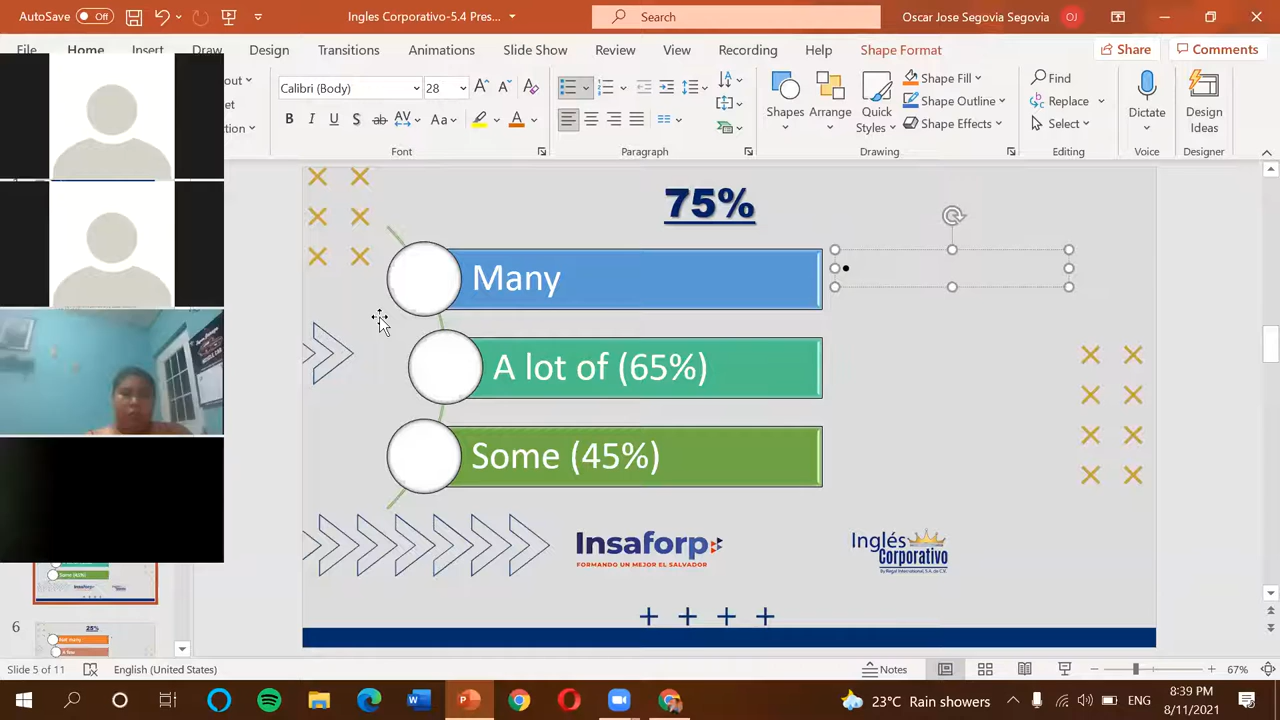 AutoSave Off Ingles Corporativo-5.4 Pres... Search Oscar Jose Segovia Segovia OJ
File Home Insert Draw Design Transitions Animations Slide Show Review View Recording Help Shape Format Share Comments
Calibri (Body) 28
Shapes Arrange Quick Styles
Shape Fill
Shape Outline
Shape Effects
Find
Replace
Select
Dictate
Design Ideas
Font Paragraph Drawing Editing Voice Designer
75%
Many
A lot of (65%)
Some (45%)
Insaforp
FORMANDO UN MEJOR EL SALVADOR
Inglés
Corporativo
Some (45%)
6
25%
Slide 5 of 11 English (United States) Notes 67%
23°C Rain showers ENG 8:39 PM
8/11/2021